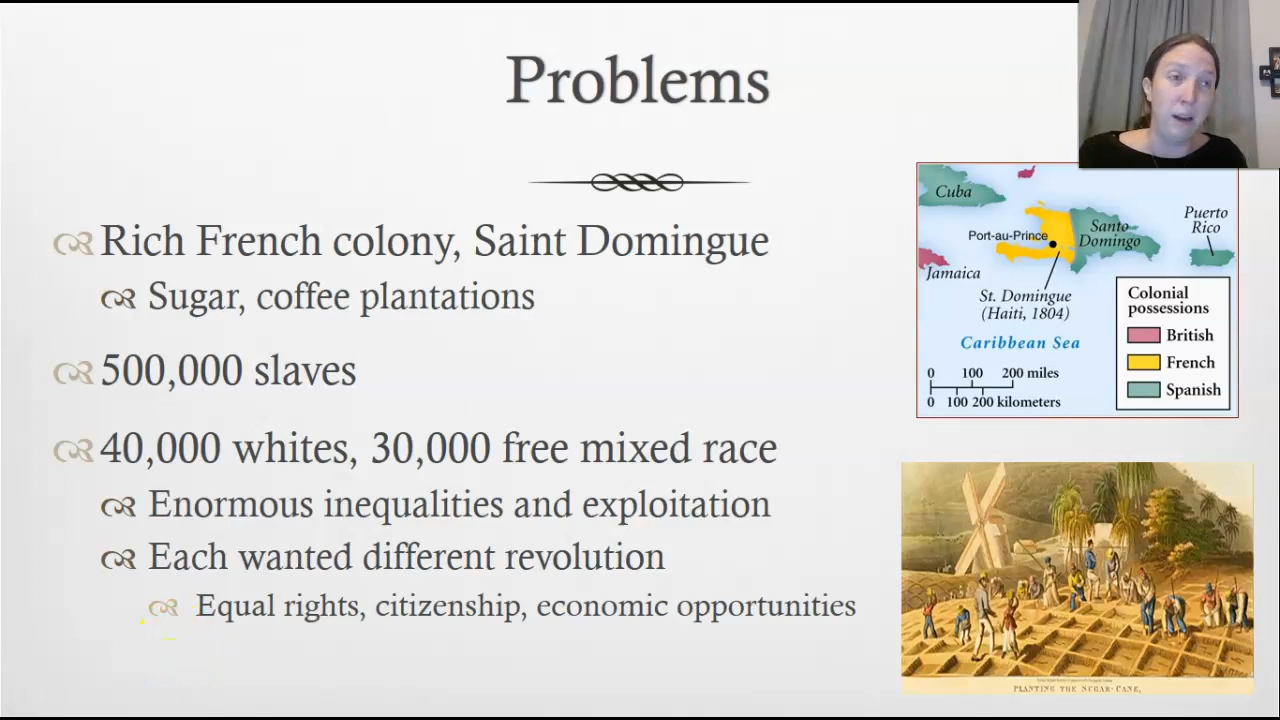 Problems
Rich French colony, Saint Domingue
Sugar, coffee plantations
500,000 slaves
40,000 whites, 30,000 free mixed race
Enormous inequalities and exploitation
Each wanted different revolution
Equal rights, citizenship, economic opportunities
Cuba
Port-au-Prince
Santo
Domingo
Puerto
Rico
Jamaica
St. Domingue
(Haiti, 1804)
Caribbean Sea
0 100 200 miles
0 100 200 kilometers
Colonial
possessions
British
French
Spanish
PLANTING THE SUGAR-CANE,